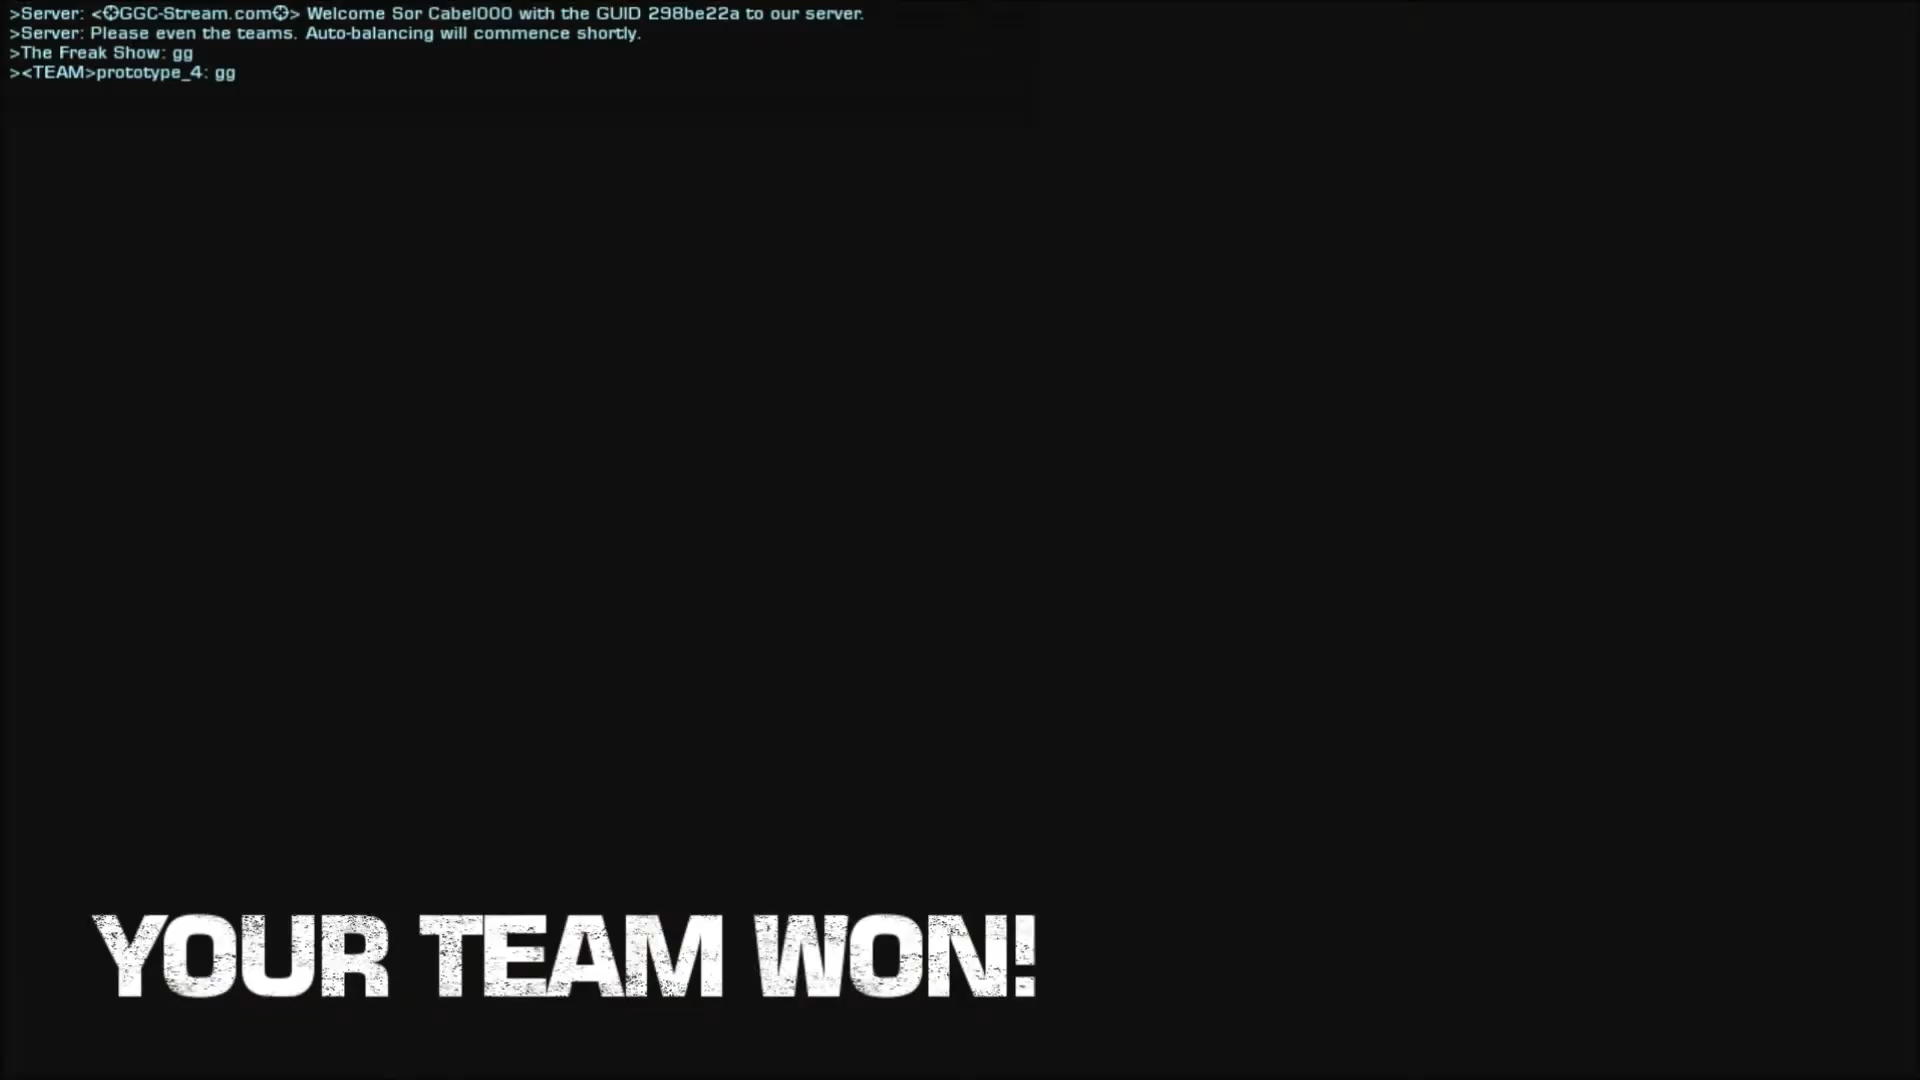 >Server: <⌖GGC-Stream.com⌖> Welcome Sor Cabel000 with the GUID 298be22a to our server.
>Server: Please even the teams. Auto-balancing will commence shortly.
>The Freak Show: gg
><TEAM>prototype_4: gg
YOUR TEAM WON!